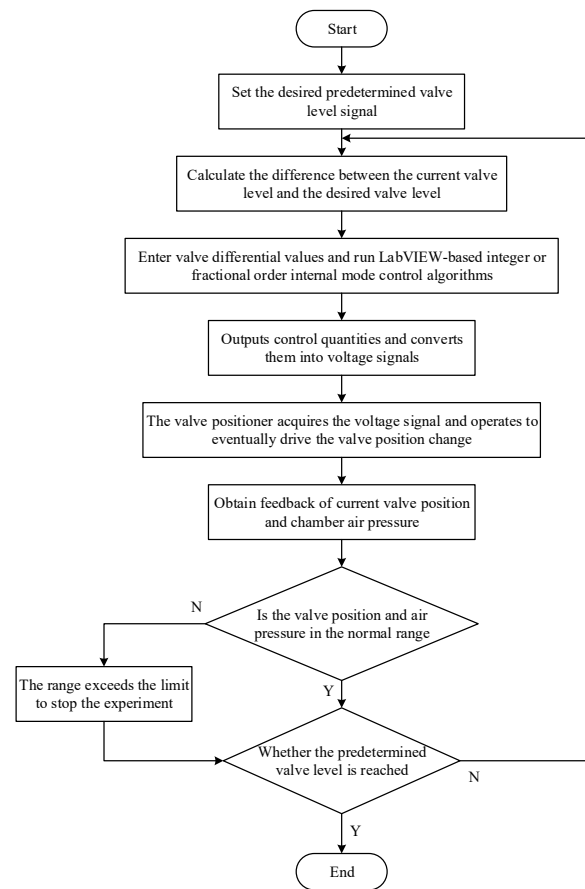 Start
Set the desired predetermined valve
level signal
Calculate the difference between the current valve
level and the desired valve level
Enter valve differential values and run LabVIEW-based integer or
fractional order internal mode control algorithms
Outputs control quantities and converts
them into voltage signals
The valve positioner acquires the voltage signal and operates to
eventually drive the valve position change
Obtain feedback of current valve position
and chamber air pressure
N
Is the valve position and air
pressure in the normal range
The range exceeds the limit
to stop the experiment
Y
Whether the predetermined
valve level is reached
N
Y
End